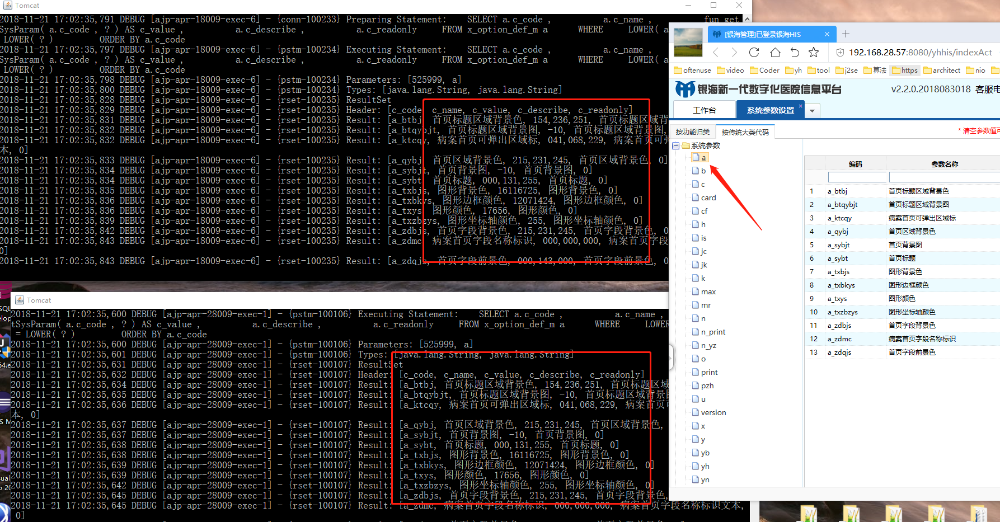 Tomcat
2018-11-21 17:02:35,791 DEBUG [ajp-apr-18009-exec-6] - {conn-100233} Preparing Statement:    SELECT a.c_code ,          a.c_name ,          fun_get
SysParam( a.c_code , ? ) AS c_value ,          a.c_describe ,          a.c_readonly     FROM x_option_def_m a     WHERE     LOWER( a
LOWER( ? )         ORDER BY a.c_code
2018-11-21 17:02:35,797 DEBUG [ajp-apr-18009-exec-6] - {pstm-100234} Executing Statement:    SELECT a.c_code ,          a.c_name ,
SysParam( a.c_code , ? ) AS c_value ,          a.c_describe ,          a.c_readonly     FROM x_option_def_m a     WHERE     LOWER( a
LOWER( ? )         ORDER BY a.c_code
2018-11-21 17:02:35,798 DEBUG [ajp-apr-18009-exec-6] - {pstm-100234} Parameters: [525999, a]
2018-11-21 17:02:35,800 DEBUG [ajp-apr-18009-exec-6] - {pstm-100234} Types: [java.lang.String, java.lang.String]
2018-11-21 17:02:35,828 DEBUG [ajp-apr-18009-exec-6] - {rset-100235} ResultSet
2018-11-21 17:02:35,829 DEBUG [ajp-apr-18009-exec-6] - {rset-100235} Header: [c_code, c_name, c_value, c_describe, c_readonly]
2018-11-21 17:02:35,831 DEBUG [ajp-apr-18009-exec-6] - {rset-100235} Result: [a_btbj, 首页标题区域背景色, 154,236,251, 首页标题区域背
2018-11-21 17:02:35,832 DEBUG [ajp-apr-18009-exec-6] - {rset-100235} Result: [a_btqybjt, 首页标题区域背景图, -10, 首页标题区域背景图,
2018-11-21 17:02:35,832 DEBUG [ajp-apr-18009-exec-6] - {rset-100235} Result: [a_ktcqy, 病案首页可弹出区域标, 041,068,229, 病案首页可弹
本, 0]
2018-11-21 17:02:35,833 DEBUG [ajp-apr-18009-exec-6] - {rset-100235} Result: [a_qybj, 首页区域背景色, 215,231,245, 首页区域背景色, 0]
2018-11-21 17:02:35,834 DEBUG [ajp-apr-18009-exec-6] - {rset-100235} Result: [a_sybjt, 首页背景图, -10, 首页背景图, 0]
2018-11-21 17:02:35,834 DEBUG [ajp-apr-18009-exec-6] - {rset-100235} Result: [a_sybt, 首页标题, 000,131,255, 首页标题, 0]
2018-11-21 17:02:35,835 DEBUG [ajp-apr-18009-exec-6] - {rset-100235} Result: [a_txbjs, 图形背景色, 16116725, 图形背景色, 0]
2018-11-21 17:02:35,836 DEBUG [ajp-apr-18009-exec-6] - {rset-100235} Result: [a_txbkys, 图形边框颜色, 12071424, 图形边框颜色, 0]
2018-11-21 17:02:35,836 DEBUG [ajp-apr-18009-exec-6] - {rset-100235} Result: [a_txys, 图形颜色, 17656, 图形颜色, 0]
2018-11-21 17:02:35,839 DEBUG [ajp-apr-18009-exec-6] - {rset-100235} Result: [a_txzbzys, 图形坐标轴颜色, 255, 图形坐标轴颜色, 0]
2018-11-21 17:02:35,842 DEBUG [ajp-apr-18009-exec-6] - {rset-100235} Result: [a_zdbjs, 首页字段背景色, 215,231,245, 首页字段背景色, 0
2018-11-21 17:02:35,843 DEBUG [ajp-apr-18009-exec-6] - {rset-100235} Result: [a_zdmc, 病案首页字段名称标识, 000,000,000, 病案首页字段
0]
2018-11-21 17:02:35,843 DEBUG [ajp-apr-18009-exec-6] - {rset-100235} Result: [a_zdqjs, 首页字段前景色, 000,143,000, 首页字段前景色, 0
Tomcat
2018-11-21 17:02:35,600 DEBUG [ajp-apr-28009-exec-1] - {pstm-100106} Executing Statement:    SELECT a.c_code ,          a.c_name ,
tSysParam( a.c_code , ? ) AS c_value ,          a.c_describe ,          a.c_readonly     FROM x_option_def_m a     WHERE     LOWER
= LOWER( ? )         ORDER BY a.c_code
2018-11-21 17:02:35,600 DEBUG [ajp-apr-28009-exec-1] - {pstm-100106} Parameters: [525999, a]
2018-11-21 17:02:35,601 DEBUG [ajp-apr-28009-exec-1] - {pstm-100106} Types: [java.lang.String, java.lang.String]
2018-11-21 17:02:35,631 DEBUG [ajp-apr-28009-exec-1] - {rset-100107} ResultSet
2018-11-21 17:02:35,632 DEBUG [ajp-apr-28009-exec-1] - {rset-100107} Header: [c_code, c_name, c_value, c_describe, c_readonly]
2018-11-21 17:02:35,634 DEBUG [ajp-apr-28009-exec-1] - {rset-100107} Result: [a_btbj, 首页标题区域背景色, 154,236,251, 首页标题区域
2018-11-21 17:02:35,635 DEBUG [ajp-apr-28009-exec-1] - {rset-100107} Result: [a_btqybjt, 首页标题区域背景图, -10, 首页标题区域背景图
2018-11-21 17:02:35,636 DEBUG [ajp-apr-28009-exec-1] - {rset-100107} Result: [a_ktcqy, 病案首页可弹出区域标, 041,068,229, 病案首页可
本, 0]
2018-11-21 17:02:35,637 DEBUG [ajp-apr-28009-exec-1] - {rset-100107} Result: [a_qybj, 首页区域背景色, 215,231,245, 首页区域背景色,
2018-11-21 17:02:35,637 DEBUG [ajp-apr-28009-exec-1] - {rset-100107} Result: [a_sybjt, 首页背景图, -10, 首页背景图, 0]
2018-11-21 17:02:35,638 DEBUG [ajp-apr-28009-exec-1] - {rset-100107} Result: [a_sybt, 首页标题, 000,131,255, 首页标题, 0]
2018-11-21 17:02:35,638 DEBUG [ajp-apr-28009-exec-1] - {rset-100107} Result: [a_txbjs, 图形背景色, 16116725, 图形背景色, 0]
2018-11-21 17:02:35,639 DEBUG [ajp-apr-28009-exec-1] - {rset-100107} Result: [a_txbkys, 图形边框颜色, 12071424, 图形边框颜色, 0]
2018-11-21 17:02:35,639 DEBUG [ajp-apr-28009-exec-1] - {rset-100107} Result: [a_txys, 图形颜色, 17656, 图形颜色, 0]
2018-11-21 17:02:35,642 DEBUG [ajp-apr-28009-exec-1] - {rset-100107} Result: [a_txzbzys, 图形坐标轴颜色, 255, 图形坐标轴颜色, 0]
2018-11-21 17:02:35,645 DEBUG [ajp-apr-28009-exec-1] - {rset-100107} Result: [a_zdbjs, 首页字段背景色, 215,231,245, 首页字段背景色,
2018-11-21 17:02:35,645 DEBUG [ajp-apr-28009-exec-1] - {rset-100107} Result: [a_zdmc, 病案首页字段名称标识, 000,000,000, 病案首页字段名称标识文本,
0]
[银海管理]已登录银海HIS
192.168.28.57:8080/yhhis/indexAct
oftenuse video Coder yh tool j2se 算法 https architect nio
银海新一代数字化医院信息平台 v2.2.0.2018083018 客服电
工作台 系统参数设置
按功能归类 按传统大类代码 * 清空参数值可
系统参数
a
b
c
card
cf
h
is
jc
jk
k
max
mr
n
n_print
n_yz
o
print
pzh
u
version
x
y
yb
yh
yn
编码 参数名称
1 a_btbj 首页标题区域背景色
2 a_btqybjt 首页标题区域背景图
3 a_ktcqy 病案首页可弹出区域标
4 a_qybj 首页区域背景色
5 a_sybjt 首页背景图
6 a_sybt 首页标题
7 a_txbjs 图形背景色
8 a_txbkys 图形边框颜色
9 a_txys 图形颜色
10 a_txzbzys 图形坐标轴颜色
11 a_zdbjs 首页字段背景色
12 a_zdmc 病案首页字段名称标识
13 a_zdqjs 首页字段前景色